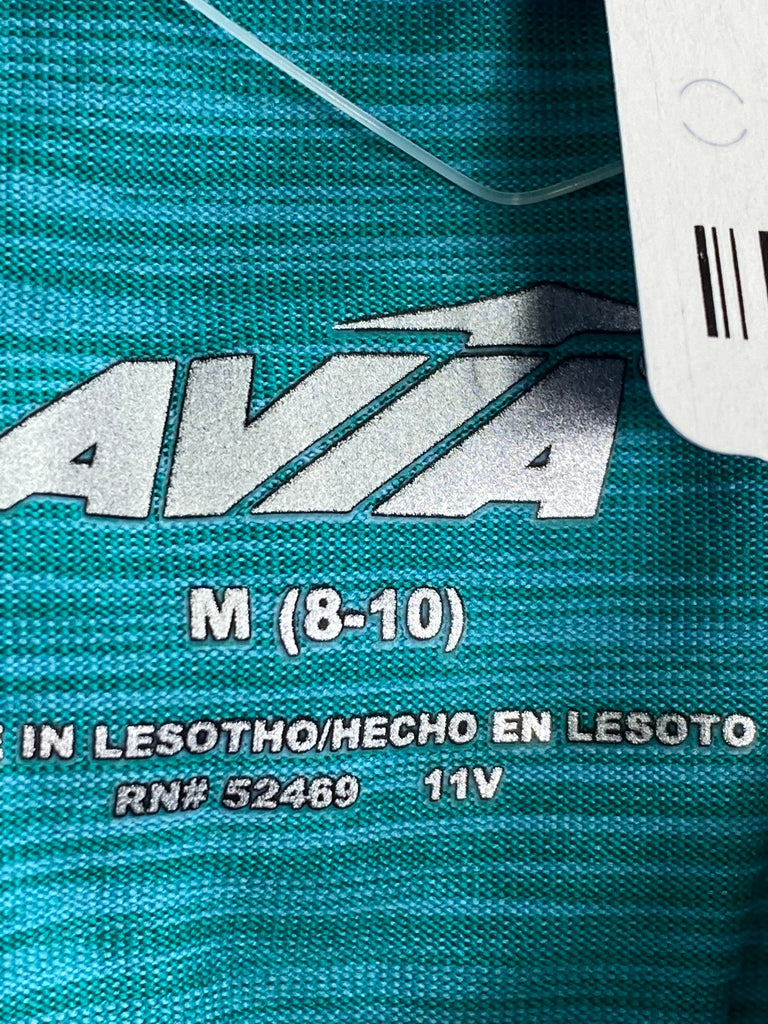 AVIA
M (8-10)
E IN LESOTHO/HECHO EN LESOTO
RN# 52469 11V